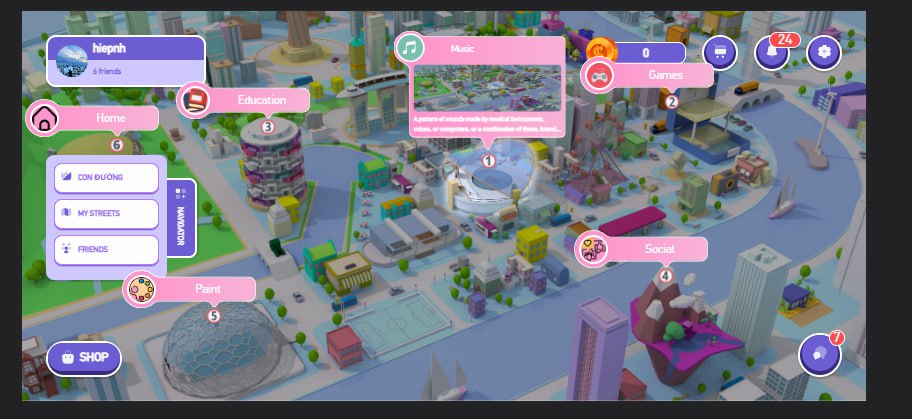 hiepnh
6 friends
Music
0
24
Games
2
Education
3
Home
6
A pattern of sounds made by musical instruments,
voices, or computers, or a combination of these, intend...
1
CON ĐƯỜNG
MY STREETS
FRIENDS
NAVIGATOR
Social
4
Paint
5
SHOP
7